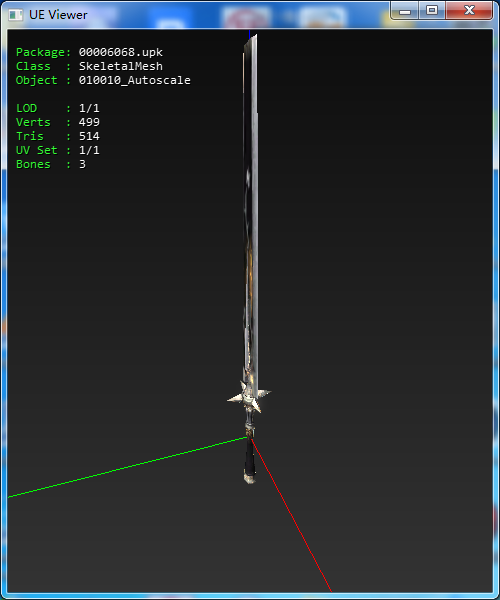 UE Viewer
Package: 00006068.upk
Class : SkeletalMesh
Object : 010010_Autoscale
LOD : 1/1
Verts : 499
Tris : 514
UV Set : 1/1
Bones : 3